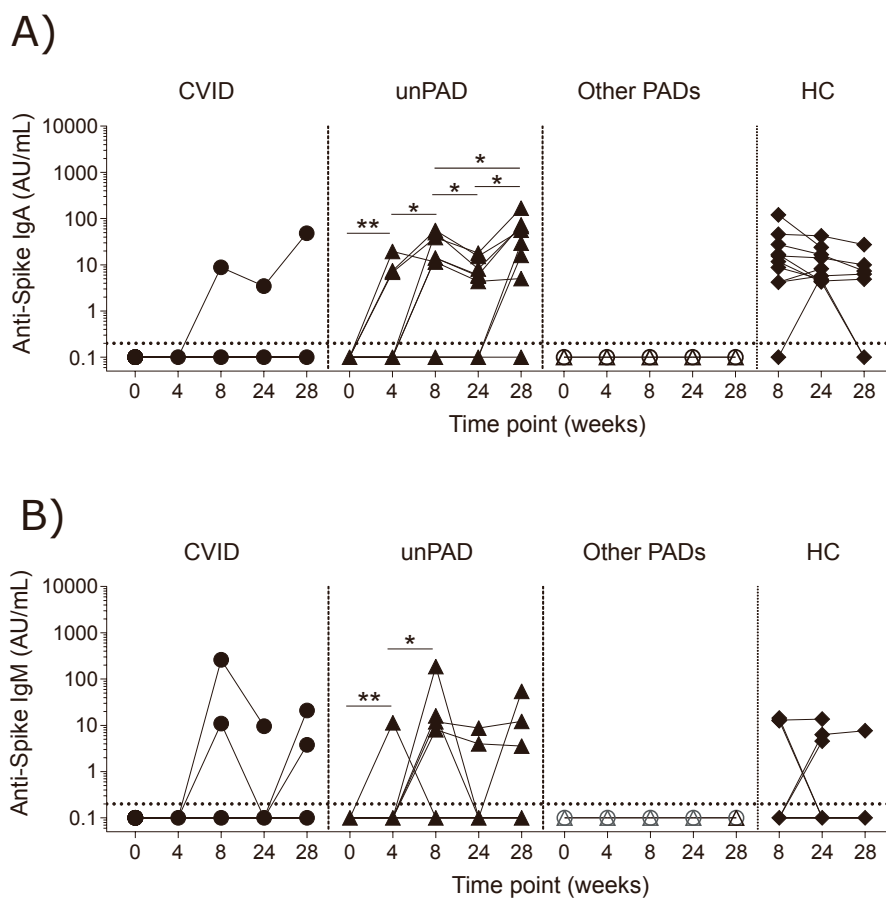 A)
CVID unPAD Other PADs HC
Anti-Spike IgA (AU/mL)
10000
1000
100
10
1
0.1
** * * * *
0 4 8 24 28 0 4 8 24 28 0 4 8 24 28 8 24 28
Time point (weeks)
B)
CVID unPAD Other PADs HC
Anti-Spike IgM (AU/mL)
10000
1000
100
10
1
0.1
** *
0 4 8 24 28 0 4 8 24 28 0 4 8 24 28 8 24 28
Time point (weeks)